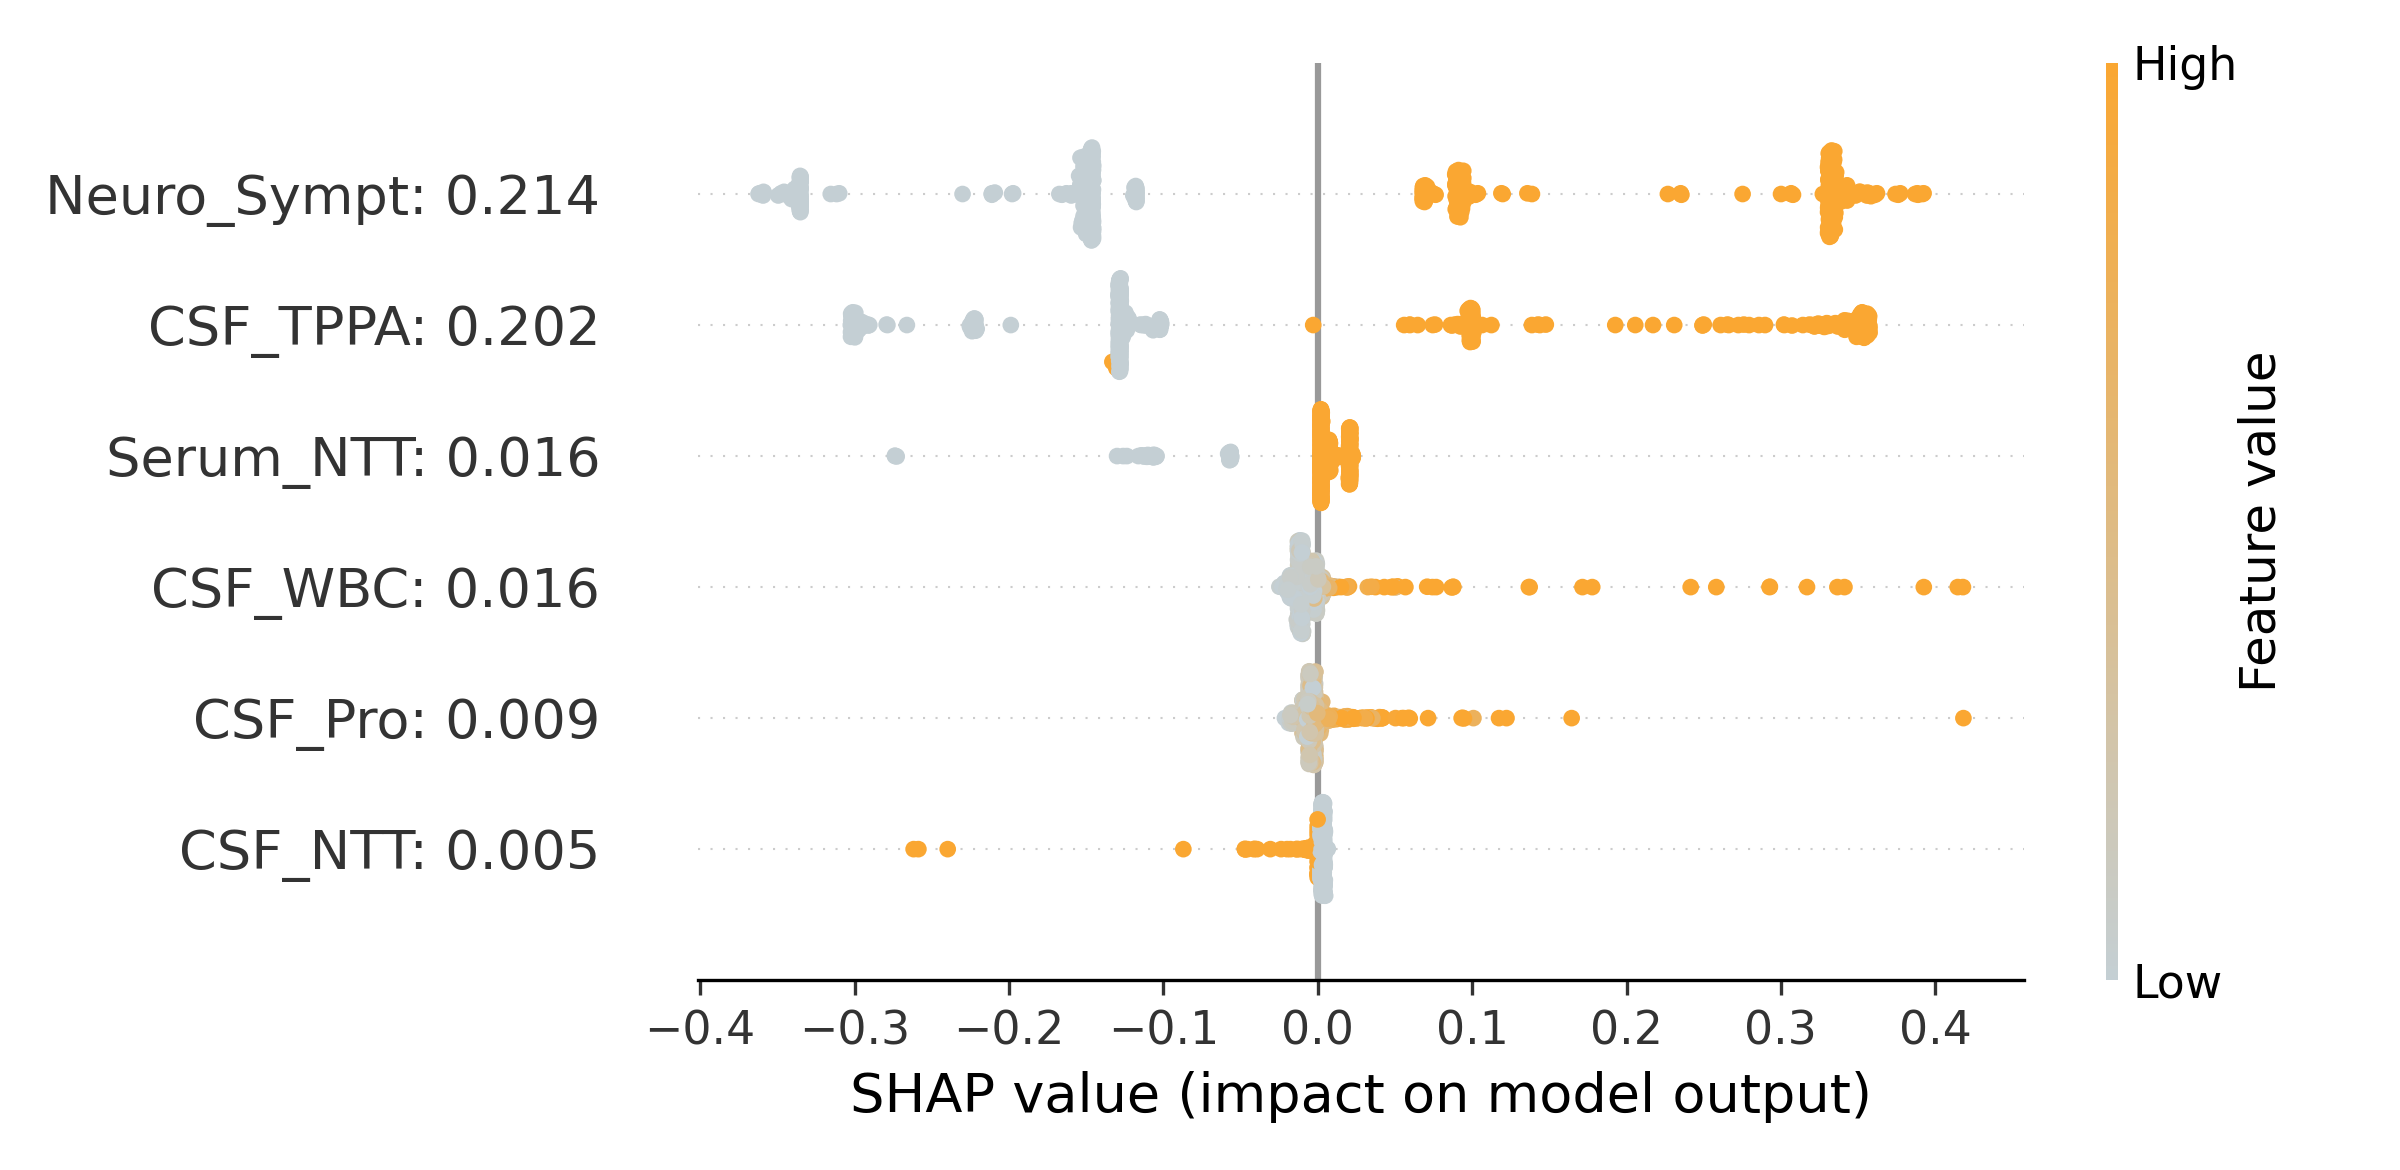 High
Neuro_Sympt: 0.214
CSF_TPPA: 0.202
Serum_NTT: 0.016
CSF_WBC: 0.016
CSF_Pro: 0.009
CSF_NTT: 0.005
Feature value
Low
−0.4 −0.3 −0.2 −0.1 0.0 0.1 0.2 0.3 0.4
SHAP value (impact on model output)